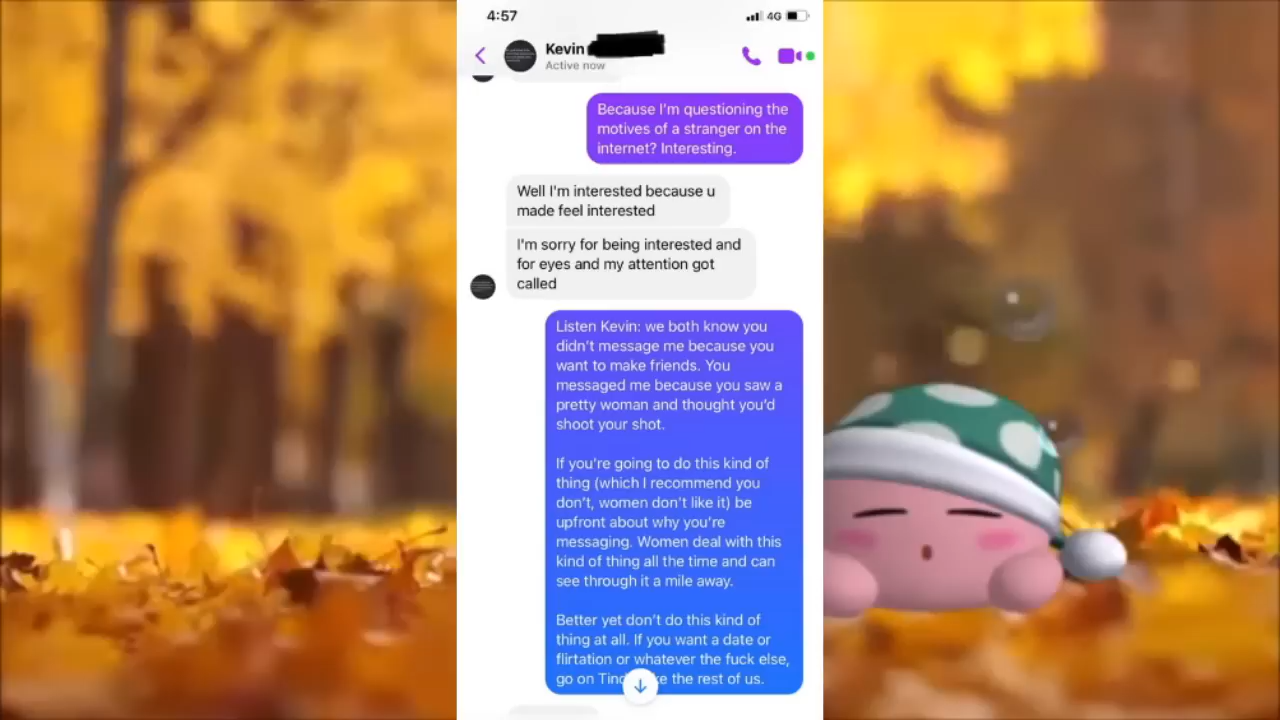 4:57
4G
Kevin
Active now
Because I'm questioning the
motives of a stranger on the
internet? Interesting.
Well I'm interested because u
made feel interested
I'm sorry for being interested and
for eyes and my attention got
called
Listen Kevin: we both know you
didn't message me because you
want to make friends. You
messaged me because you saw a
pretty woman and thought you'd
shoot your shot.
If you're going to do this kind of
thing (which I recommend you
don't, women don't like it) be
upfront about why you're
messaging. Women deal with this
kind of thing all the time and can
see through it a mile away.
Better yet don't do this kind of
thing at all. If you want a date or
flirtation or whatever the fuck else,
go on the rest of us.